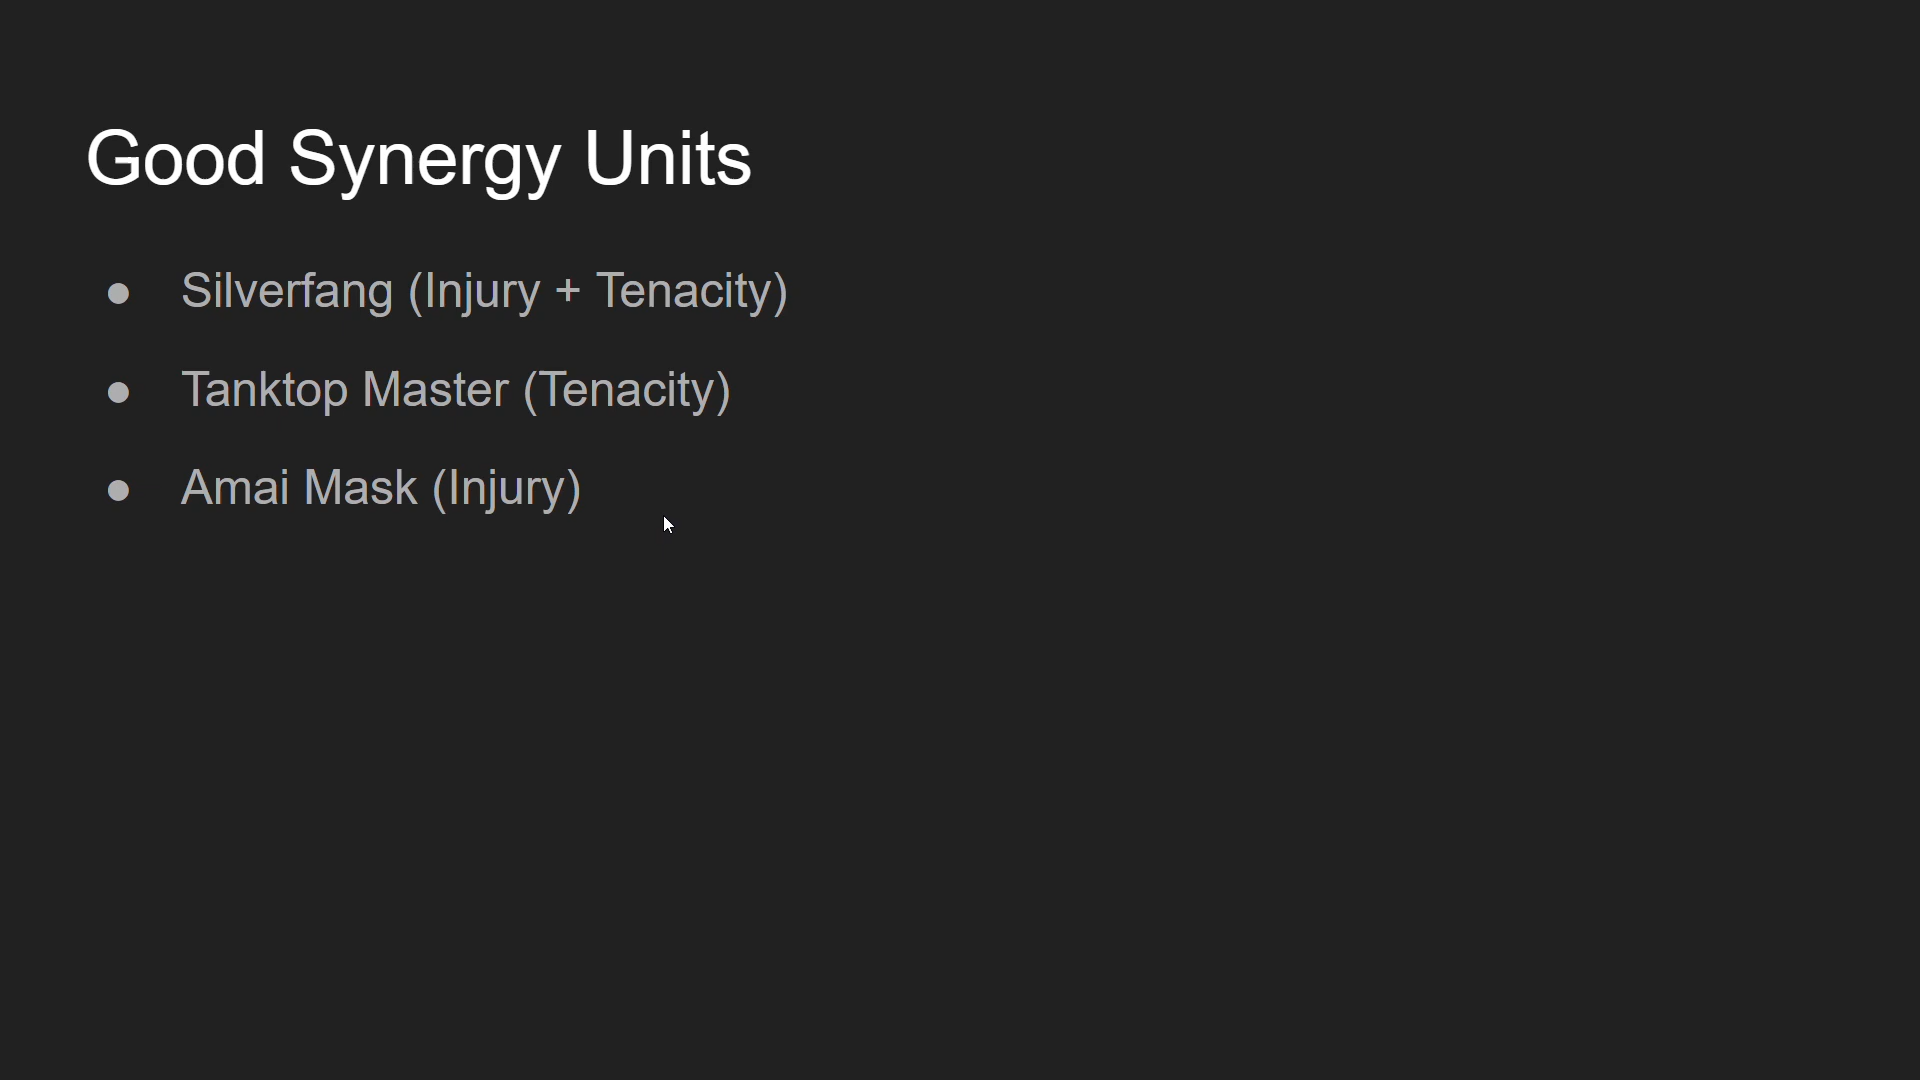 Good Synergy Units
● Silverfang (Injury + Tenacity)
● Tanktop Master (Tenacity)
● Amai Mask (Injury)